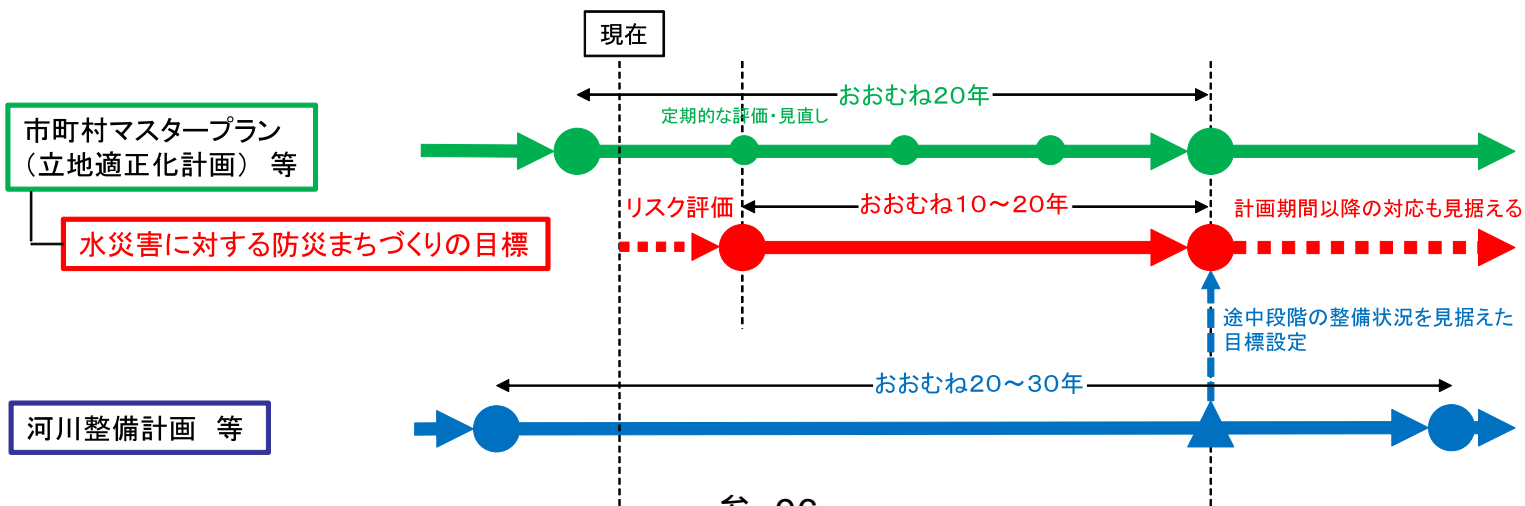 現在
おおむね20年
定期的な評価・見直し
市町村マスタープラン
（立地適正化計画） 等
リスク評価
おおむね10～20年
計画期間以降の対応も見据える
水災害に対する防災まちづくりの目標
途中段階の整備状況を見据えた
目標設定
おおむね20～30年
河川整備計画　等